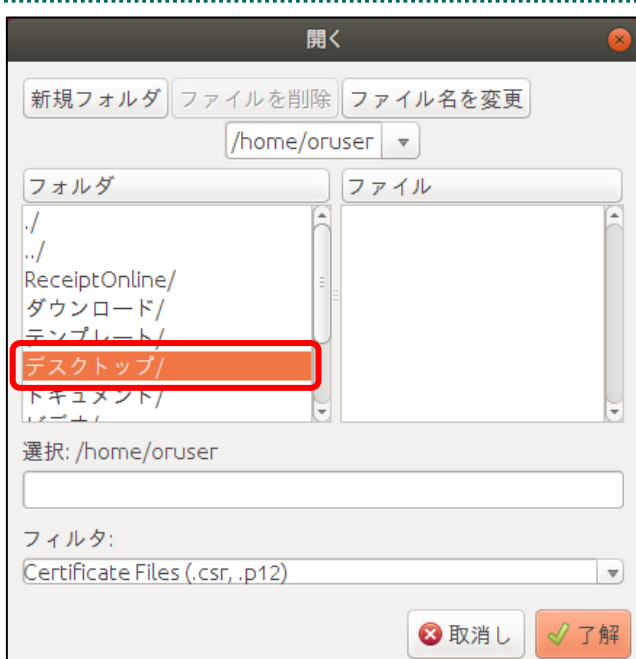 開く
新規フォルダ ファイルを削除 ファイル名を変更
/home/oruser
フォルダ ファイル
./
../
ReceiptOnline/
ダウンロード/
テンプレート/
デスクトップ/
ドキュメント/
ビデオ/
選択: /home/oruser
フィルタ:
Certificate Files (.csr, .p12)
取消し 了解